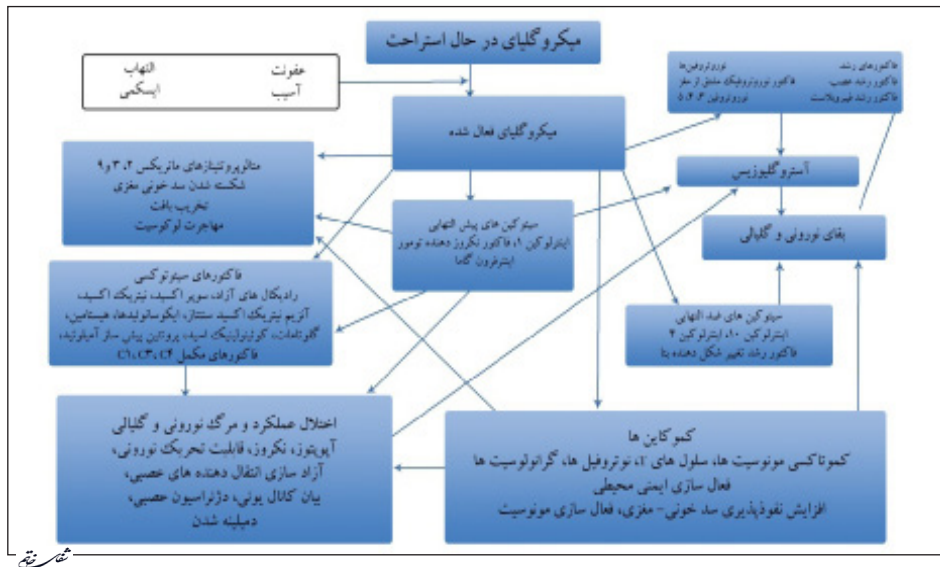 میکروگلیای در حال استراحت
عفونت
التهاب
آسیب
ایسکمی
فاکتورهای رشد
نوروتروفین‌ها
فاکتور رشد عصب
فاکتور نوروتروفیک مشتق از مغز
فاکتور رشد فیبروبلاست
نوروتروفین ۳، ۴، ۵
میکروگلیای فعال شده
متالوپروتئینازهای ماتریکس ۲، ۳ و ۹
شکسته شدن سد خونی مغزی
تخریب بافت
مهاجرت لوکوسیت
آستروگلیوزیس
سیتوکین های پیش التهابی
اینترلوکین ۱، فاکتور نکروز دهنده تومور
اینترفرون گاما
بقای نورونی و گلیالی
فاکتورهای سیتوتوکسی
رادیکال های آزاد، سوپر اکسید، نیتریک اکسید،
آنزیم نیتریک اکسید سنتتاز، ایکوسانوئیدها، هیستامین،
گلوتامات، کوئینولینیک اسید، پروتئین پیش ساز آمیلوئید،
فاکتورهای مکمل C۱، C۳، C۴
سیتوکین های ضد التهابی
اینترلوکین ۱۰، اینترلوکین ۴
فاکتور رشد تغییر شکل دهنده بتا
اختلال عملکرد و مرگ نورونی و گلیالی
آپوپتوز، نکروز، قابلیت تحریک نورونی،
آزاد سازی انتقال دهنده های عصبی،
بیان کانال یونی، دژنراسیون عصبی،
دمیلینه شدن
کموکاین ها
کموتاکسی مونوسیت ها، سلول های T، نوتروفیل ها، گرانولوسیت ها
فعال سازی ایمنی محیطی
افزایش نفوذپذیری سد خونی- مغزی، فعال سازی مونوسیت
شفای خاتم